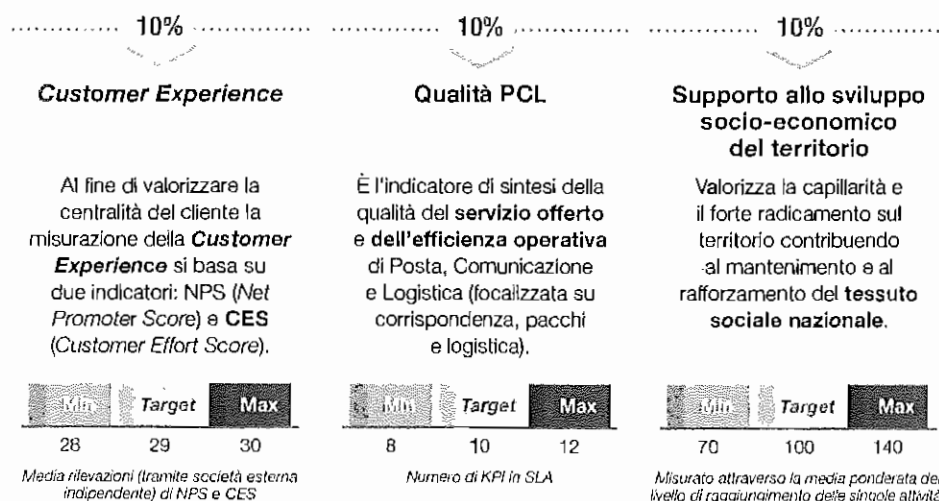 10%
Customer Experience
Al fine di valorizzare la
centralità del cliente la
misurazione della Customer
Experience si basa su
due indicatori: NPS (Net
Promoter Score) e CES
(Customer Effort Score).
Min Target Max
28 29 30
Media rilevazioni (tramite società esterna
indipendente) di NPS e CES
10%
Qualità PCL
È l'indicatore di sintesi della
qualità del servizio offerto
e dell'efficienza operativa
di Posta, Comunicazione
e Logistica (focalizzata su
corrispondenza, pacchi
e logistica).
Min Target Max
8 10 12
Numero di KPI in SLA
10%
Supporto allo sviluppo
socio-economico
del territorio
Valorizza la capillarità e
il forte radicamento sul
territorio contribuendo
al mantenimento e al
rafforzamento del tessuto
sociale nazionale.
Min Target Max
70 100 140
Misurato attraverso la media ponderata del
livello di raggiungimento delle singole attività